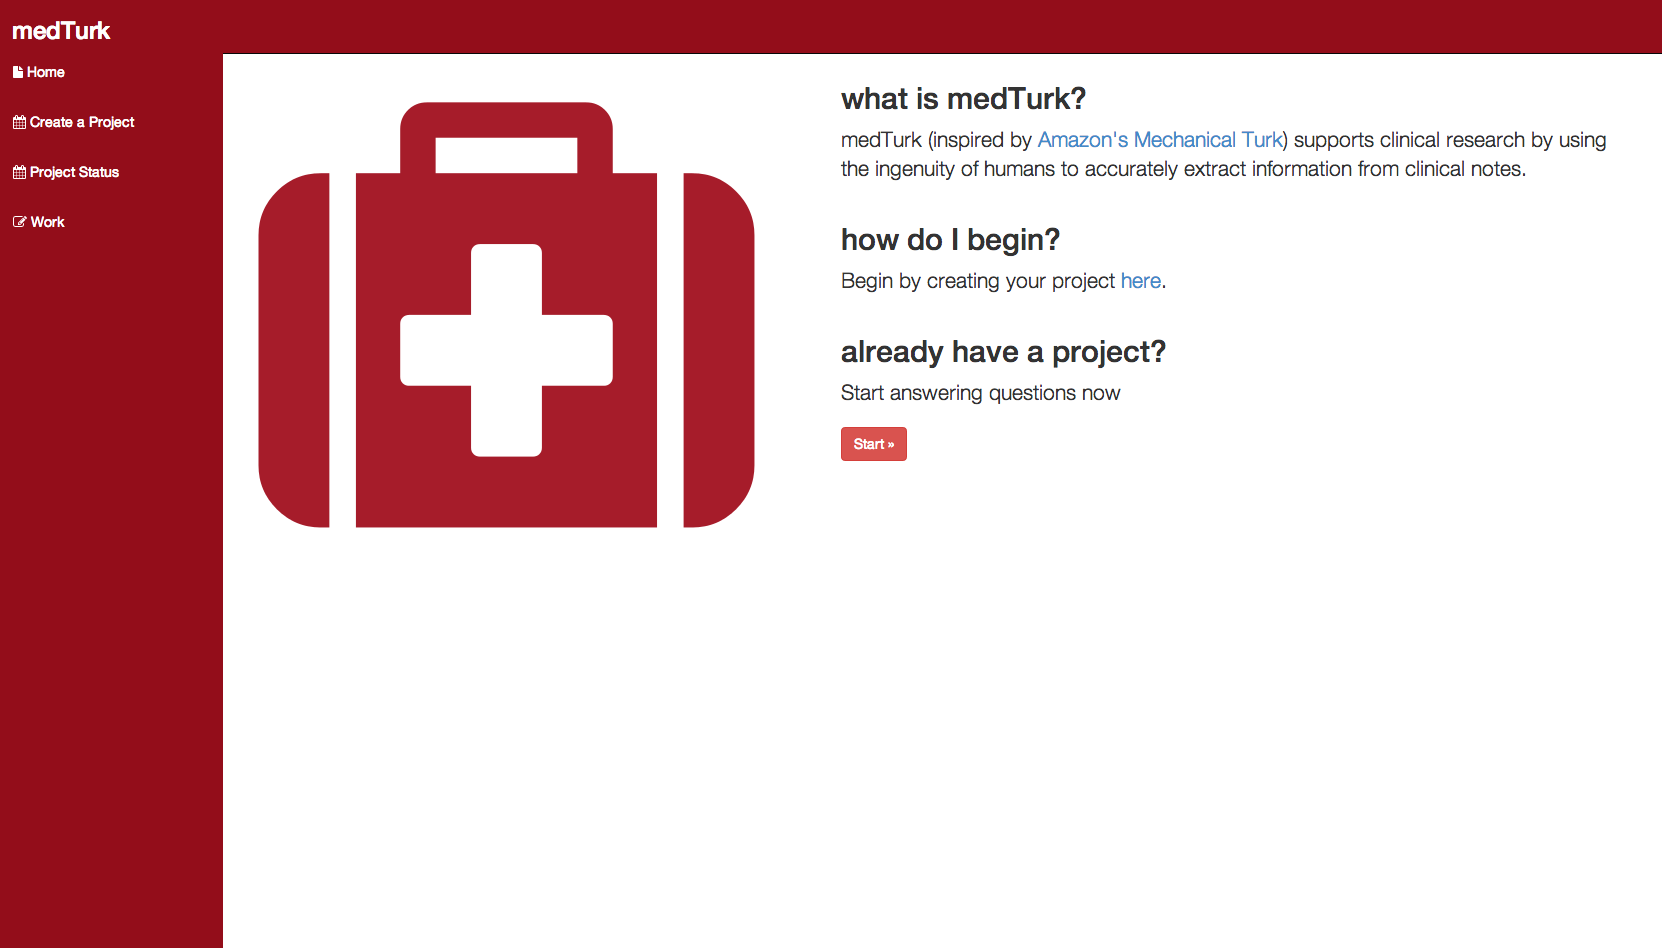 medTurk
Home
Create a Project
Project Status
Work
what is medTurk?
medTurk (inspired by Amazon's Mechanical Turk) supports clinical research by using
the ingenuity of humans to accurately extract information from clinical notes.
how do I begin?
Begin by creating your project here.
already have a project?
Start answering questions now
Start »